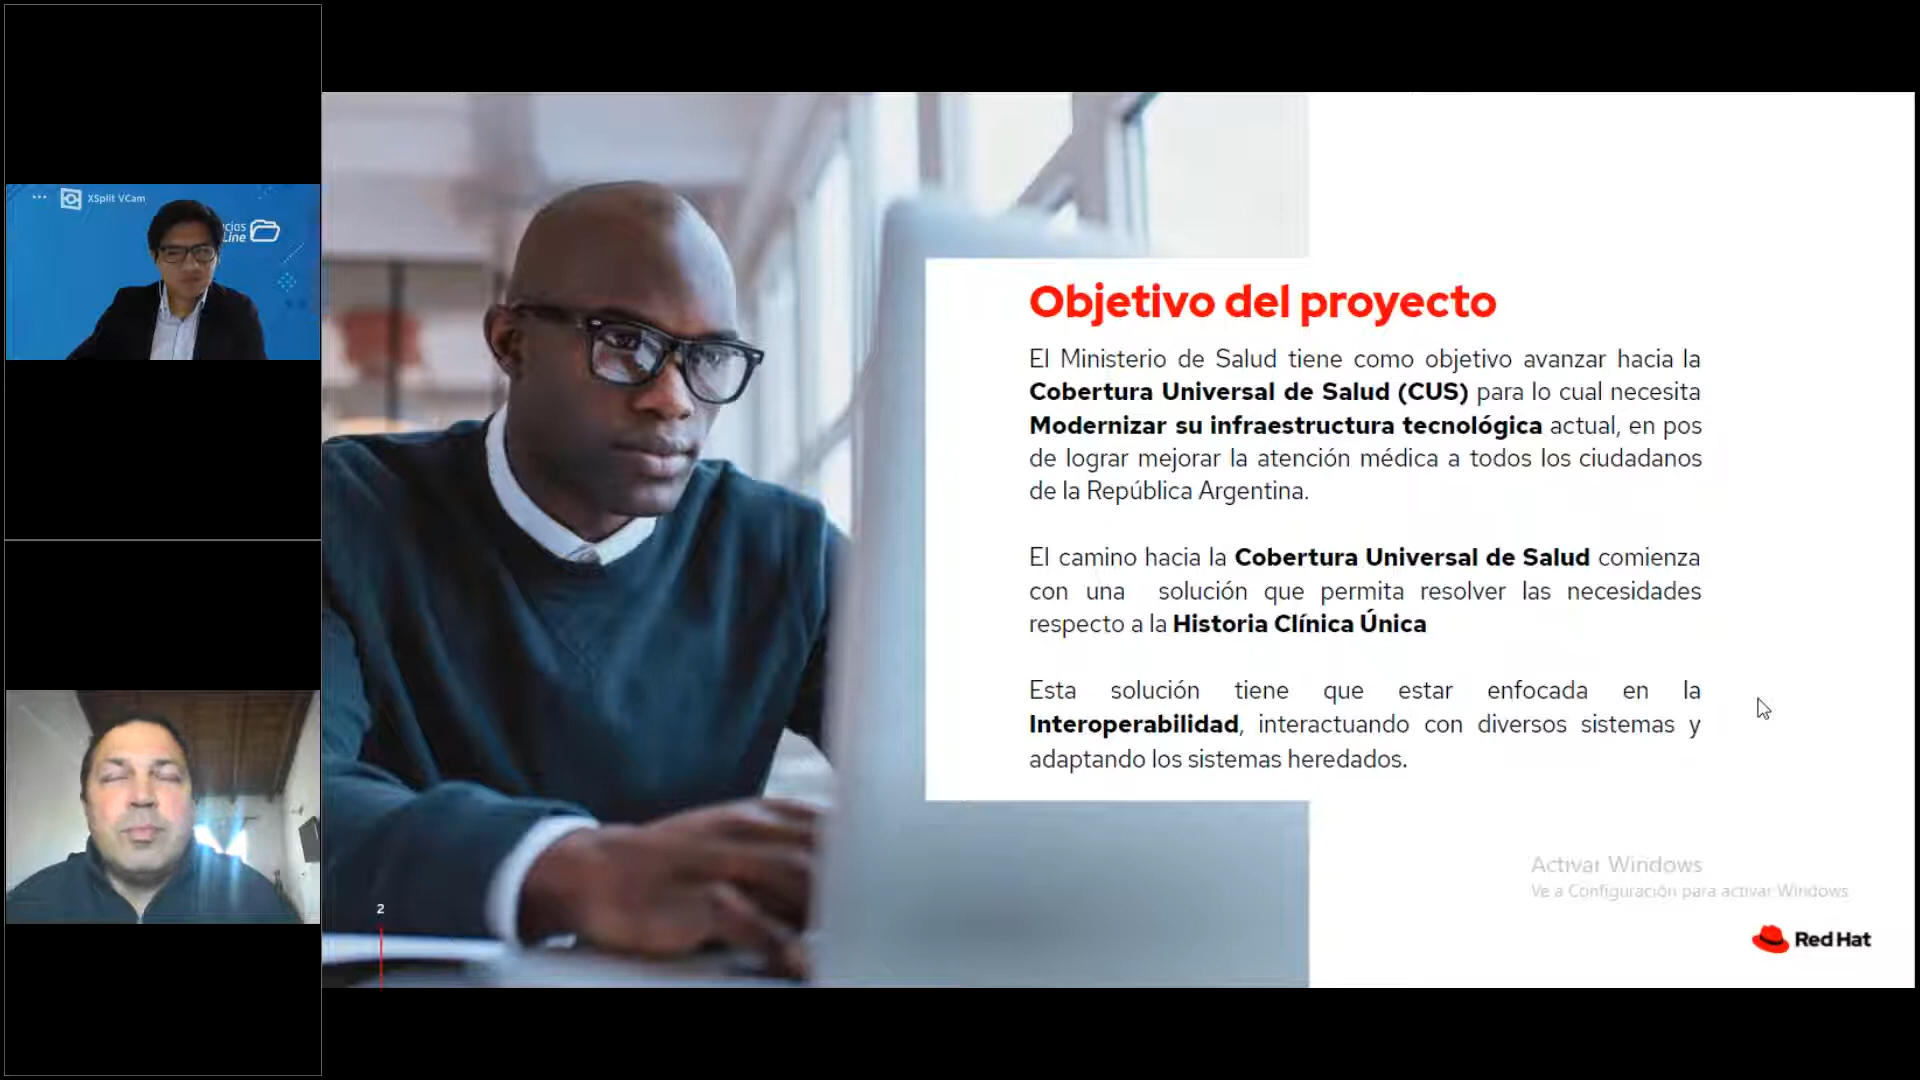 XSplit VCam
cias
Line
Objetivo del proyecto
El Ministerio de Salud tiene como objetivo avanzar hacia la
Cobertura Universal de Salud (CUS) para lo cual necesita
Modernizar su infraestructura tecnológica actual, en pos
de lograr mejorar la atención médica a todos los ciudadanos
de la República Argentina.
El camino hacia la Cobertura Universal de Salud comienza
con una solución que permita resolver las necesidades
respecto a la Historia Clínica Única
Esta solución tiene que estar enfocada en la
Interoperabilidad, interactuando con diversos sistemas y
adaptando los sistemas heredados.
2
Activar Windows
Ve a Configuración para activar Windows
Red Hat